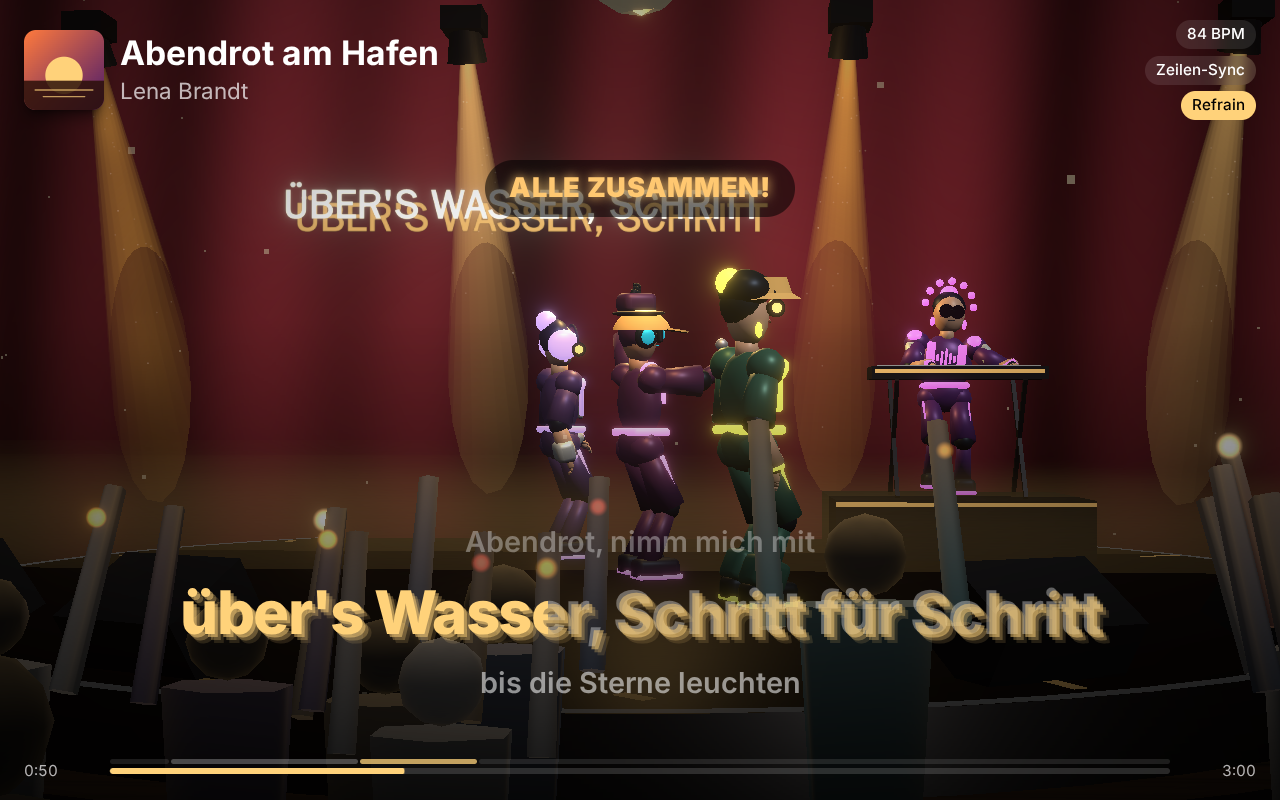 Abendrot am Hafen
Lena Brandt
84 BPM
Zeilen-Sync
Refrain
ALLE ZUSAMMEN!
ÜBER'S WASSER, SCHRITT
Abendrot, nimm mich mit
über's Wasser, Schritt für Schritt
bis die Sterne leuchten
0:50
3:00